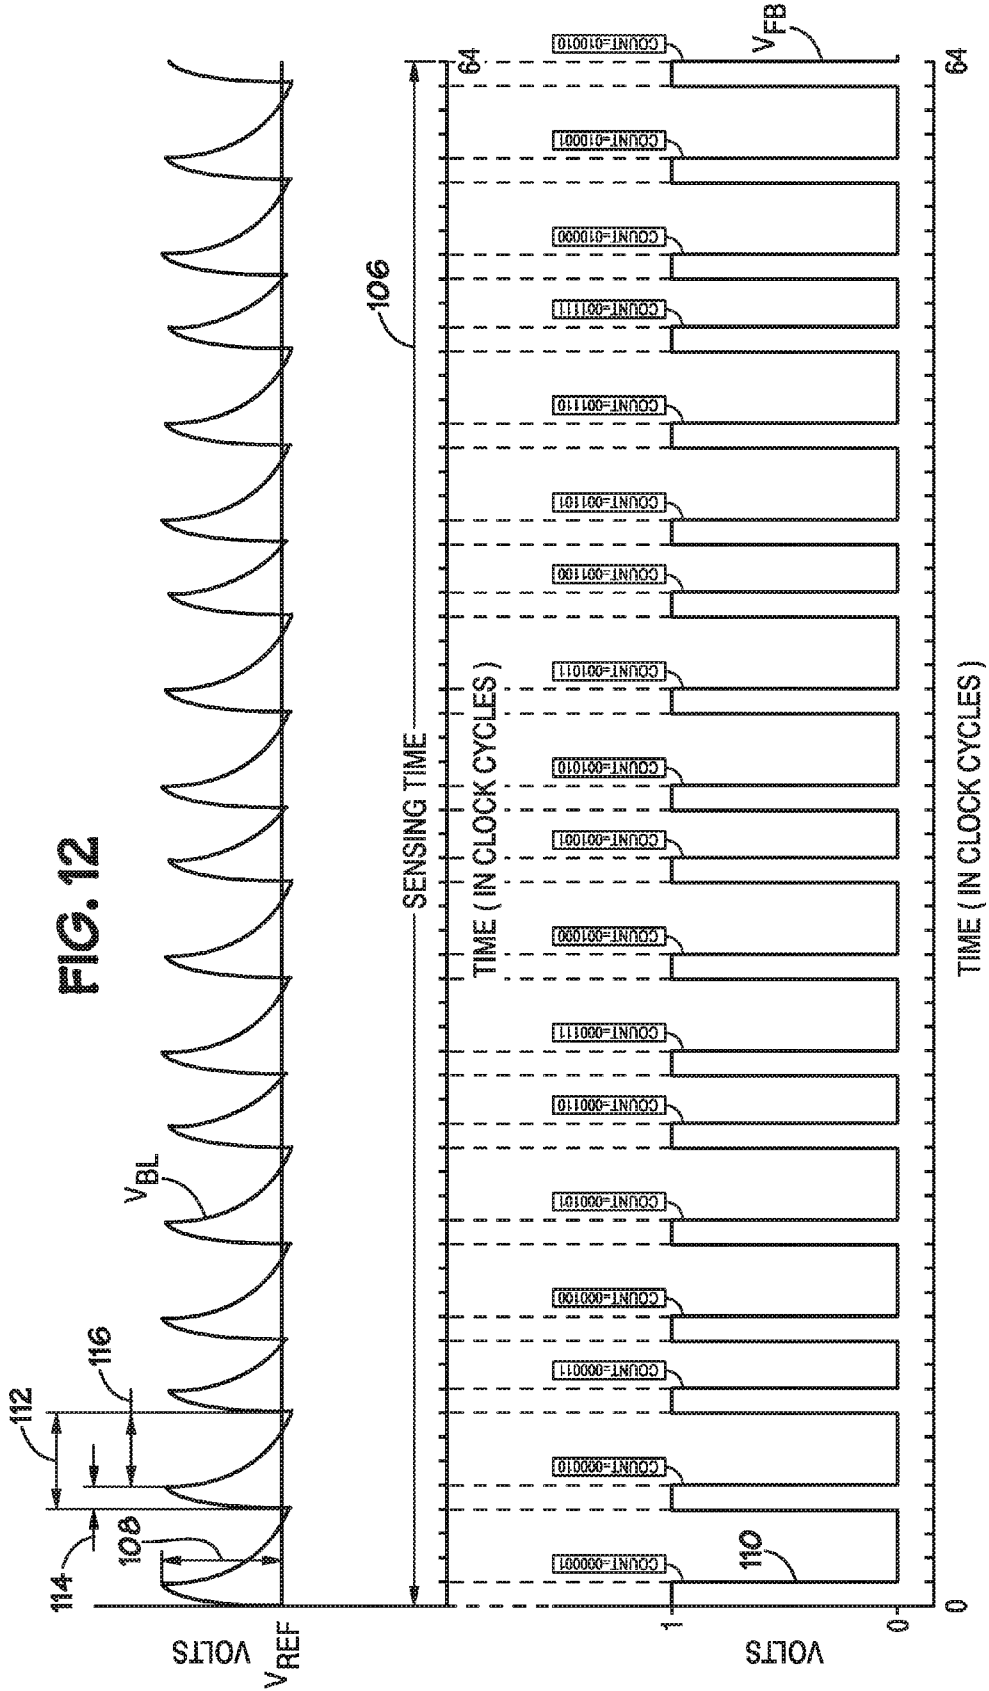 FIG. 12
112
114
116
108
V_BL
VOLTS
V_REF
106
SENSING TIME
64
TIME ( IN CLOCK CYCLES )
COUNT=000001
COUNT=000010
COUNT=000011
COUNT=000100
COUNT=000101
COUNT=000110
COUNT=000111
COUNT=001000
COUNT=001001
COUNT=001010
COUNT=001011
COUNT=001100
COUNT=001101
COUNT=001110
COUNT=001111
COUNT=010000
COUNT=010001
COUNT=010010
1
VOLTS
0
110
V_FB
0
64
TIME ( IN CLOCK CYCLES )